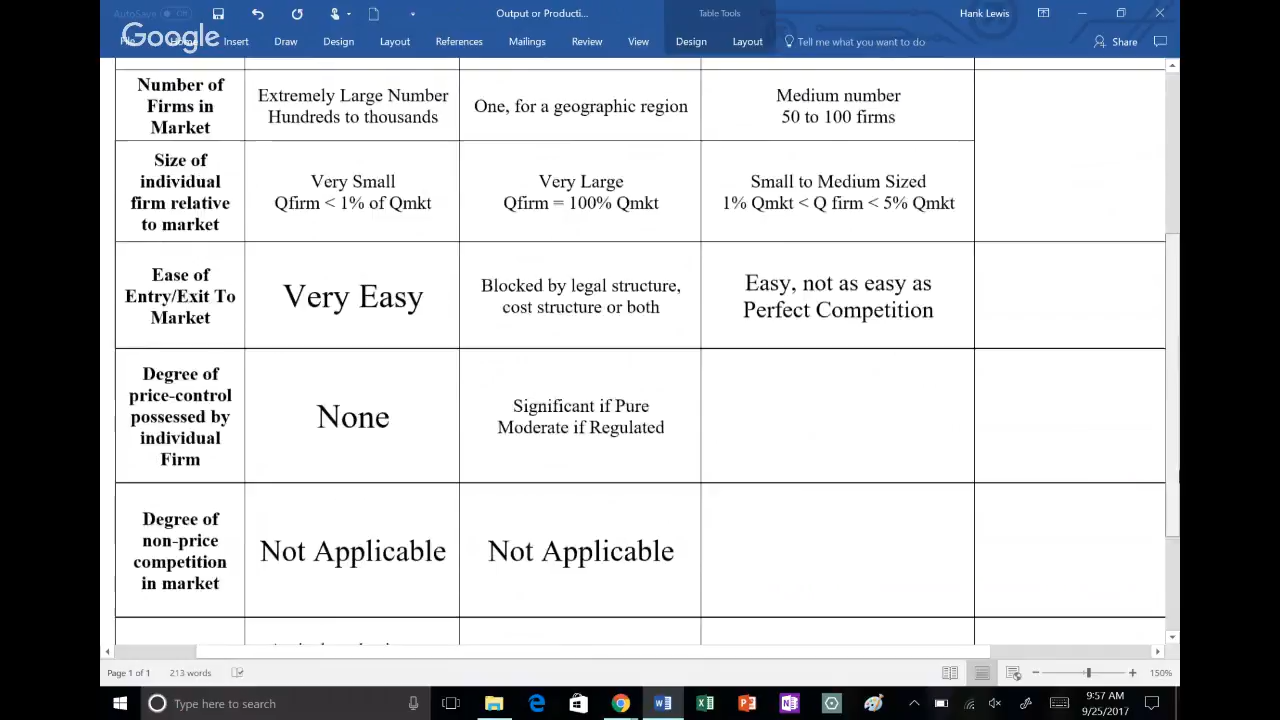 AutoSave Off
Output or Producti...
Table Tools
Hank Lewis
Google
File Home Insert Draw Design Layout References Mailings Review View Design Layout Tell me what you want to do Share
Number of
Firms in
Market
Extremely Large Number
Hundreds to thousands
One, for a geographic region
Medium number
50 to 100 firms
Size of
individual
firm relative
to market
Very Small
Qfirm < 1% of Qmkt
Very Large
Qfirm = 100% Qmkt
Small to Medium Sized
1% Qmkt < Q firm < 5% Qmkt
Ease of
Entry/Exit To
Market
Very Easy
Blocked by legal structure,
cost structure or both
Easy, not as easy as
Perfect Competition
Degree of
price-control
possessed by
individual
Firm
None
Significant if Pure
Moderate if Regulated
Degree of
non-price
competition
in market
Not Applicable
Not Applicable
Page 1 of 1 213 words
150%
Type here to search
9:57 AM
9/25/2017